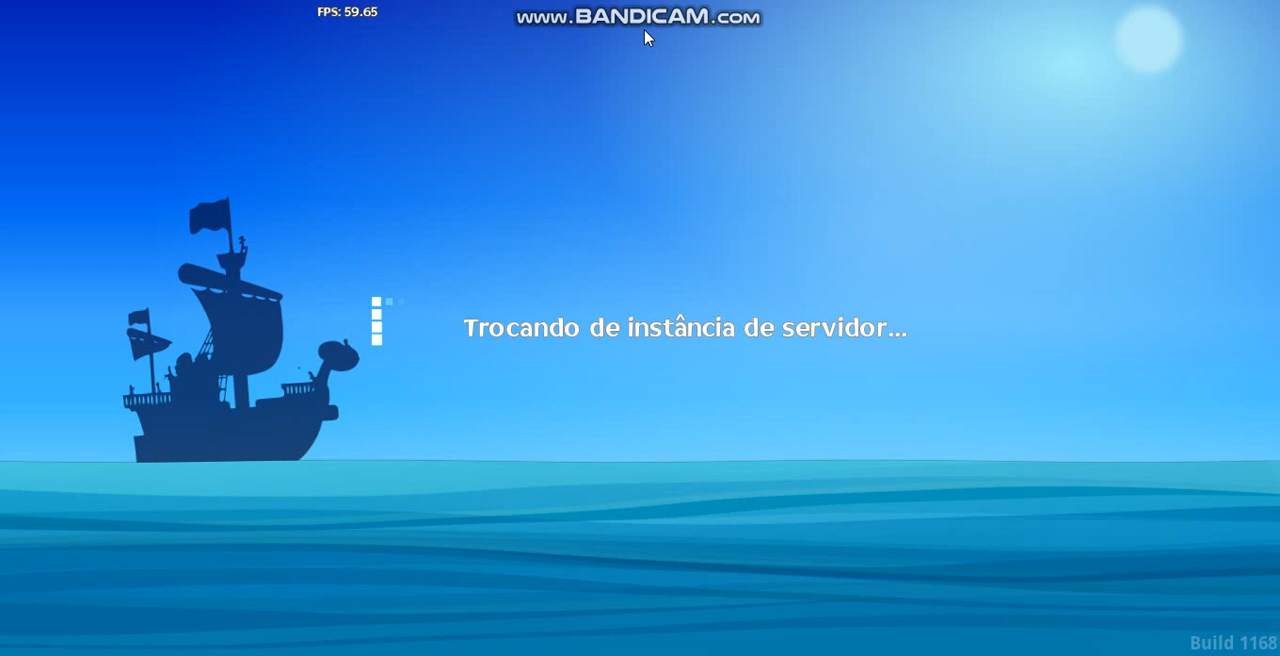 FPS: 59.65
www.BANDICAM.com
Trocando de instância de servidor...
Build 1168